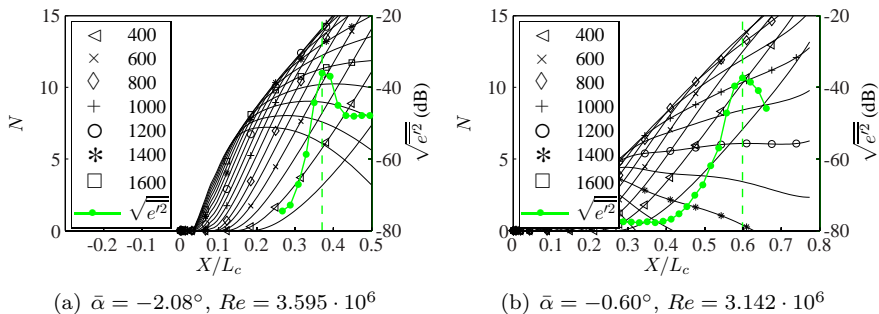 15
10
5
0
N
400
600
800
1000
1200
1400
1600
√e′²
-20
-40
-60
-80
√e′² (dB)
-0.2 -0.1 0 0.1 0.2 0.3 0.4 0.5
X/L_c
(a) ᾱ = −2.08°, Re = 3.595 · 10⁶
15
10
5
0
N
400
600
800
1000
1200
1400
1600
√e′²
-20
-40
-60
-80
√e′² (dB)
0 0.1 0.2 0.3 0.4 0.5 0.6 0.7 0.8
X/L_c
(b) ᾱ = −0.60°, Re = 3.142 · 10⁶